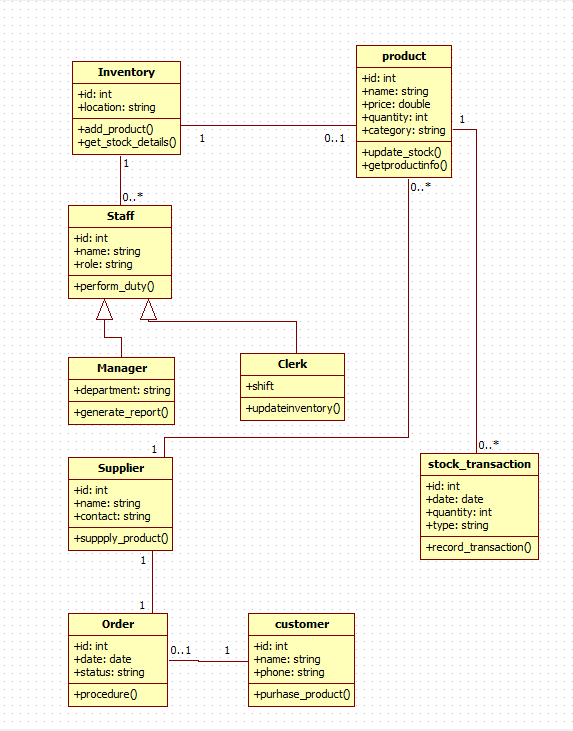 Inventory
+id: int
+location: string
+add_product()
+get_stock_details()
product
+id: int
+name: string
+price: double
+quantity: int
+category: string
+update_stock()
+getproductinfo()
1
0..1
1
1
0..*
0..*
Staff
+id: int
+name: string
+role: string
+perform_duty()
Manager
+department: string
+generate_report()
Clerk
+shift
+updateinventory()
1
0..*
Supplier
+id: int
+name: string
+contact: string
+suppply_product()
stock_transaction
+id: int
+date: date
+quantity: int
+type: string
+record_transaction()
1
1
Order
+id: int
+date: date
+status: string
+procedure()
0..1
1
customer
+id: int
+name: string
+phone: string
+purhase_product()